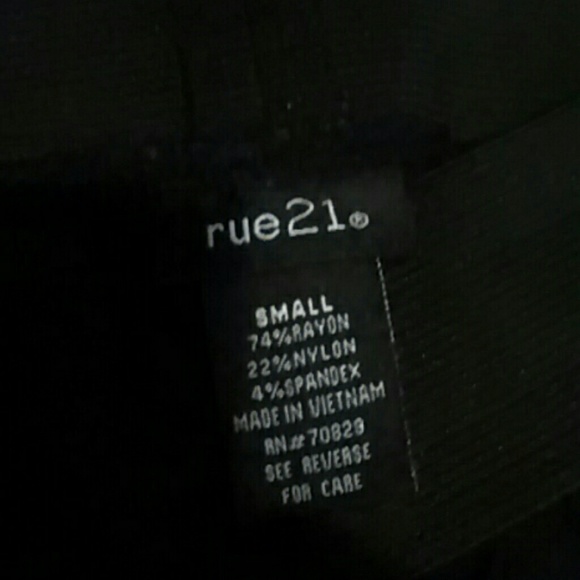 rue21®
SMALL
74%RAYON
22%NYLON
4%SPANDEX
MADE IN VIETNAM
RN#70829
SEE REVERSE
FOR CARE